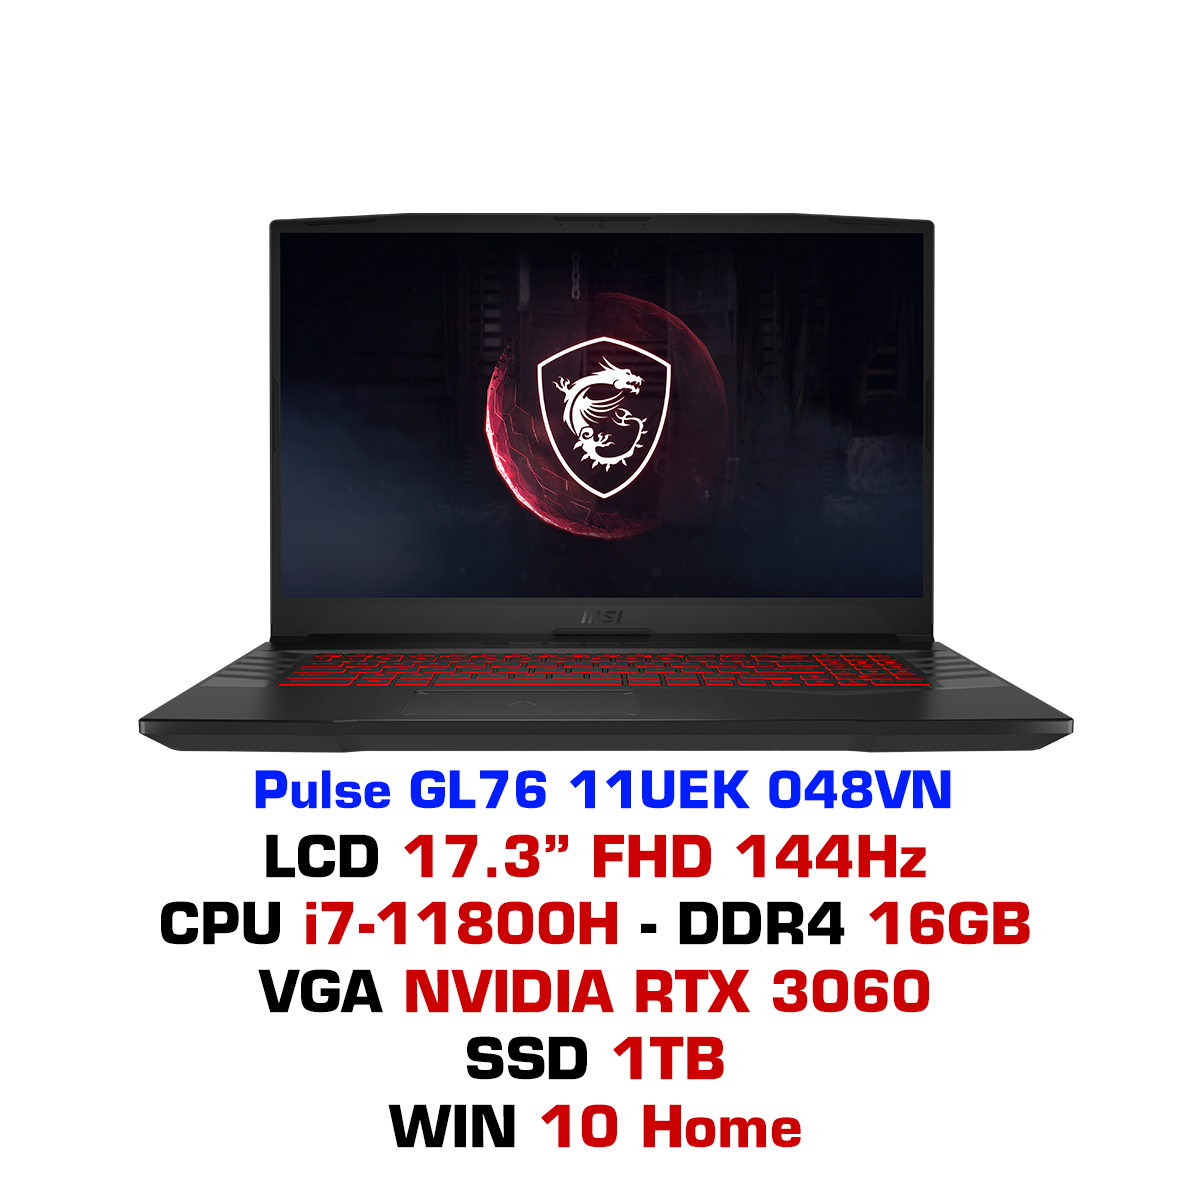 msi
Pulse GL76 11UEK 048VN
LCD 17.3” FHD 144Hz
CPU i7-11800H - DDR4 16GB
VGA NVIDIA RTX 3060
SSD 1TB
WIN 10 Home